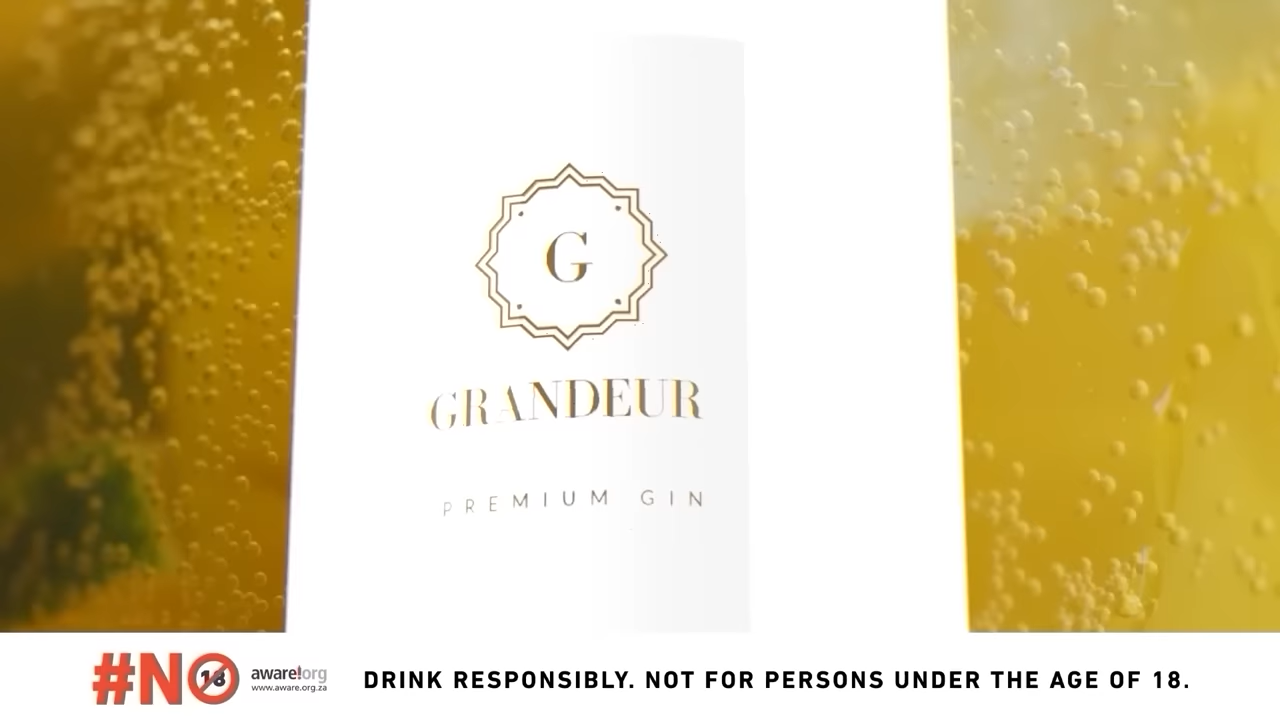 G
GRANDEUR
PREMIUM GIN
#NO
18
aware!org
www.aware.org.za
DRINK RESPONSIBLY. NOT FOR PERSONS UNDER THE AGE OF 18.